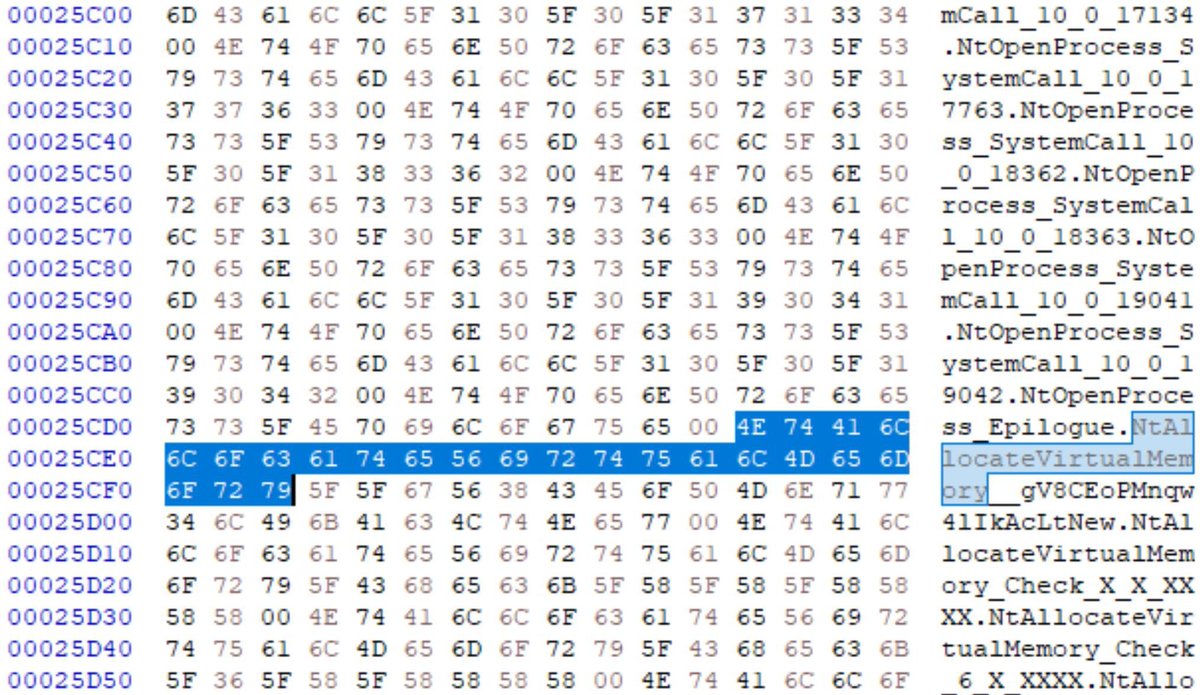 00025C00 6D 43 61 6C 6C 5F 31 30 5F 30 5F 31 37 31 33 34 mCall_10_0_17134
00025C10 00 4E 74 4F 70 65 6E 50 72 6F 63 65 73 73 5F 53 .NtOpenProcess_S
00025C20 79 73 74 65 6D 43 61 6C 6C 5F 31 30 5F 30 5F 31 ystemCall_10_0_1
00025C30 37 37 36 33 00 4E 74 4F 70 65 6E 50 72 6F 63 65 7763.NtOpenProce
00025C40 73 73 5F 53 79 73 74 65 6D 43 61 6C 6C 5F 31 30 ss_SystemCall_10
00025C50 5F 30 5F 31 38 33 36 32 00 4E 74 4F 70 65 6E 50 _0_18362.NtOpenP
00025C60 72 6F 63 65 73 73 5F 53 79 73 74 65 6D 43 61 6C rocess_SystemCal
00025C70 6C 5F 31 30 5F 30 5F 31 38 33 36 33 00 4E 74 4F l_10_0_18363.NtO
00025C80 70 65 6E 50 72 6F 63 65 73 73 5F 53 79 73 74 65 penProcess_Syste
00025C90 6D 43 61 6C 6C 5F 31 30 5F 30 5F 31 39 30 34 31 mCall_10_0_19041
00025CA0 00 4E 74 4F 70 65 6E 50 72 6F 63 65 73 73 5F 53 .NtOpenProcess_S
00025CB0 79 73 74 65 6D 43 61 6C 6C 5F 31 30 5F 30 5F 31 ystemCall_10_0_1
00025CC0 39 30 34 32 00 4E 74 4F 70 65 6E 50 72 6F 63 65 9042.NtOpenProce
00025CD0 73 73 5F 45 70 69 6C 6F 67 75 65 00 4E 74 41 6C ss_Epilogue.NtAl
00025CE0 6C 6F 63 61 74 65 56 69 72 74 75 61 6C 4D 65 6D locateVirtualMem
00025CF0 6F 72 79 5F 5F 67 56 38 43 45 6F 50 4D 6E 71 77 ory__gV8CEoPMnqw
00025D00 34 6C 49 6B 41 63 4C 74 4E 65 77 00 4E 74 41 6C 4lIkAcLtNew.NtAl
00025D10 6C 6F 63 61 74 65 56 69 72 74 75 61 6C 4D 65 6D locateVirtualMem
00025D20 6F 72 79 5F 43 68 65 63 6B 5F 58 5F 58 5F 58 58 ory_Check_X_X_XX
00025D30 58 58 00 4E 74 41 6C 6C 6F 63 61 74 65 56 69 72 XX.NtAllocateVir
00025D40 74 75 61 6C 4D 65 6D 6F 72 79 5F 43 68 65 63 6B tualMemory_Check
00025D50 5F 36 5F 58 5F 58 58 58 58 00 4E 74 41 6C 6C 6F _6_X_XXXX.NtAllo